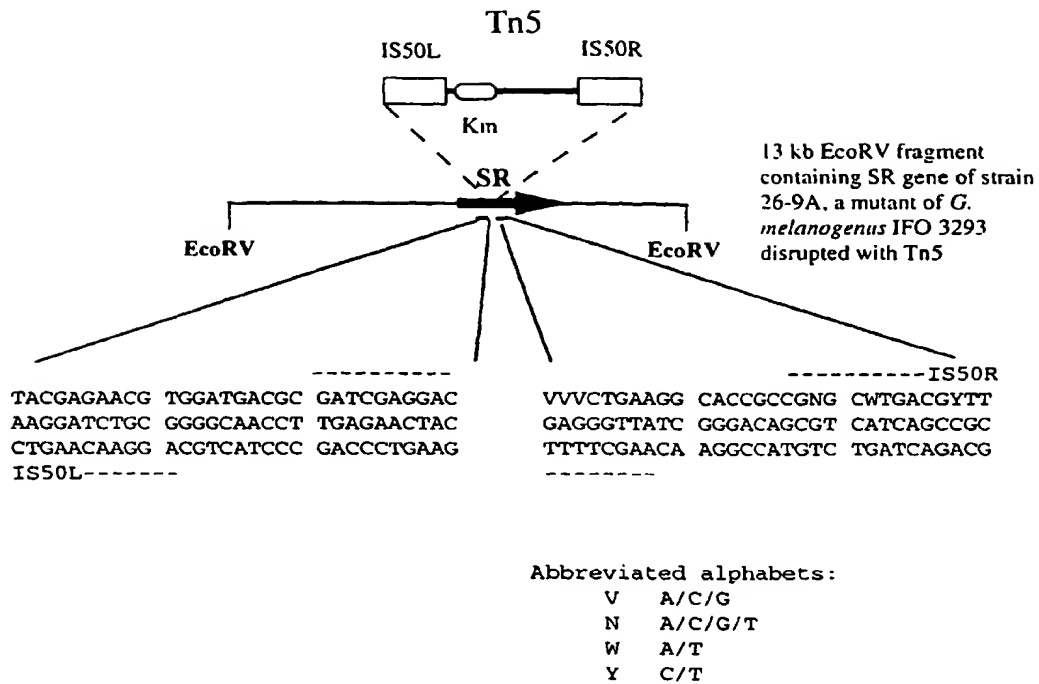 Tn5
IS50L IS50R
Km
SR
EcoRV EcoRV
13 kb EcoRV fragment
containing SR gene of strain
26-9A, a mutant of G.
melanogenus IFO 3293
disrupted with Tn5
TACGAGAACG TGGATGACGC GATCGAGGAC
AAGGATCTGC GGGGCAACCT TGAGAACTAC
CTGAACAAGG ACGTCATCCC GACCCTGAAG
IS50L-------
----------IS50R
VVVCTGAAGG CACCGCCGNG CWTGACGYTT
GAGGGTTATC GGGACAGCGT CATCAGCCGC
TTTTCGAACA AGGCCATGTC TGATCAGACG
Abbreviated alphabets:
V A/C/G
N A/C/G/T
W A/T
Y C/T